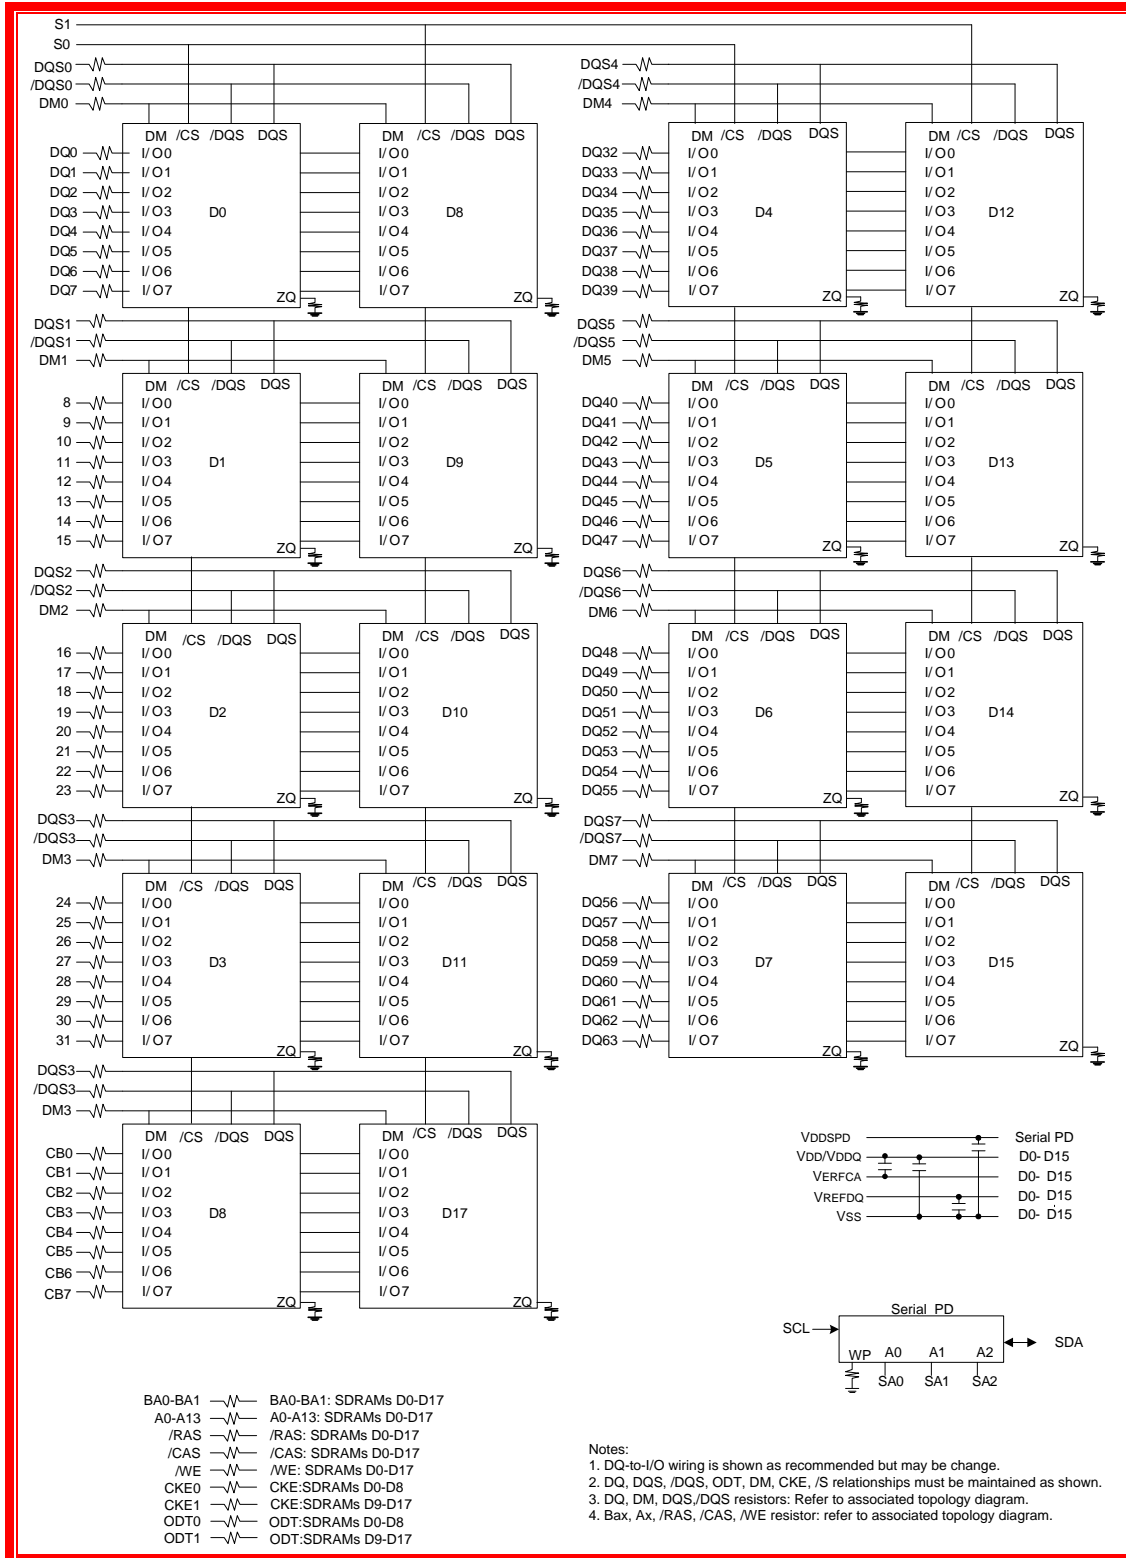 S1
S0
DQS0
/DQS0
DM0
DM /CS /DQS DQS
DQ0 I/O0
DQ1 I/O1
DQ2 I/O2
DQ3 I/O3 D0
DQ4 I/O4
DQ5 I/O5
DQ6 I/O6
DQ7 I/O7
ZQ
DM /CS /DQS DQS
I/O0
I/O1
I/O2
I/O3 D8
I/O4
I/O5
I/O6
I/O7
ZQ
DQS1
/DQS1
DM1
DM /CS /DQS DQS
8 I/O0
9 I/O1
10 I/O2
11 I/O3 D1
12 I/O4
13 I/O5
14 I/O6
15 I/O7
ZQ
DM /CS /DQS DQS
I/O0
I/O1
I/O2
I/O3 D9
I/O4
I/O5
I/O6
I/O7
ZQ
DQS2
/DQS2
DM2
DM /CS /DQS DQS
16 I/O0
17 I/O1
18 I/O2
19 I/O3 D2
20 I/O4
21 I/O5
22 I/O6
23 I/O7
ZQ
DM /CS /DQS DQS
I/O0
I/O1
I/O2
I/O3 D10
I/O4
I/O5
I/O6
I/O7
ZQ
DQS3
/DQS3
DM3
DM /CS /DQS DQS
24 I/O0
25 I/O1
26 I/O2
27 I/O3 D3
28 I/O4
29 I/O5
30 I/O6
31 I/O7
ZQ
DM /CS /DQS DQS
I/O0
I/O1
I/O2
I/O3 D11
I/O4
I/O5
I/O6
I/O7
ZQ
DQS3
/DQS3
DM3
DM /CS /DQS DQS
CB0 I/O0
CB1 I/O1
CB2 I/O2
CB3 I/O3 D8
CB4 I/O4
CB5 I/O5
CB6 I/O6
CB7 I/O7
ZQ
DM /CS /DQS DQS
I/O0
I/O1
I/O2
I/O3 D17
I/O4
I/O5
I/O6
I/O7
ZQ
DQS4
/DQS4
DM4
DM /CS /DQS DQS
DQ32 I/O0
DQ33 I/O1
DQ34 I/O2
DQ35 I/O3 D4
DQ36 I/O4
DQ37 I/O5
DQ38 I/O6
DQ39 I/O7
ZQ
DM /CS /DQS DQS
I/O0
I/O1
I/O2
I/O3 D12
I/O4
I/O5
I/O6
I/O7
ZQ
DQS5
/DQS5
DM5
DM /CS /DQS DQS
DQ40 I/O0
DQ41 I/O1
DQ42 I/O2
DQ43 I/O3 D5
DQ44 I/O4
DQ45 I/O5
DQ46 I/O6
DQ47 I/O7
ZQ
DM /CS /DQS DQS
I/O0
I/O1
I/O2
I/O3 D13
I/O4
I/O5
I/O6
I/O7
ZQ
DQS6
/DQS6
DM6
DM /CS /DQS DQS
DQ48 I/O0
DQ49 I/O1
DQ50 I/O2
DQ51 I/O3 D6
DQ52 I/O4
DQ53 I/O5
DQ54 I/O6
DQ55 I/O7
ZQ
DM /CS /DQS DQS
I/O0
I/O1
I/O2
I/O3 D14
I/O4
I/O5
I/O6
I/O7
ZQ
DQS7
/DQS7
DM7
DM /CS /DQS DQS
DQ56 I/O0
DQ57 I/O1
DQ58 I/O2
DQ59 I/O3 D7
DQ60 I/O4
DQ61 I/O5
DQ62 I/O6
DQ63 I/O7
ZQ
DM /CS /DQS DQS
I/O0
I/O1
I/O2
I/O3 D15
I/O4
I/O5
I/O6
I/O7
ZQ
VDDSPD Serial PD
VDD/VDDQ D0- D15
VERFCA D0- D15
VREFDQ D0- D15
VSS D0- D15
Serial PD
SCL SDA
WP A0 A1 A2
SA0 SA1 SA2
BA0-BA1 BA0-BA1: SDRAMs D0-D17
A0-A13 A0-A13: SDRAMs D0-D17
/RAS /RAS: SDRAMs D0-D17
/CAS /CAS: SDRAMs D0-D17
/WE /WE: SDRAMs D0-D17
CKE0 CKE:SDRAMs D0-D8
CKE1 CKE:SDRAMs D9-D17
ODT0 ODT:SDRAMs D0-D8
ODT1 ODT:SDRAMs D9-D17
Notes:
1. DQ-to-I/O wiring is shown as recommended but may be change.
2. DQ, DQS, /DQS, ODT, DM, CKE, /S relationships must be maintained as shown.
3. DQ, DM, DQS,/DQS resistors: Refer to associated topology diagram.
4. Bax, Ax, /RAS, /CAS, /WE resistor: refer to associated topology diagram.